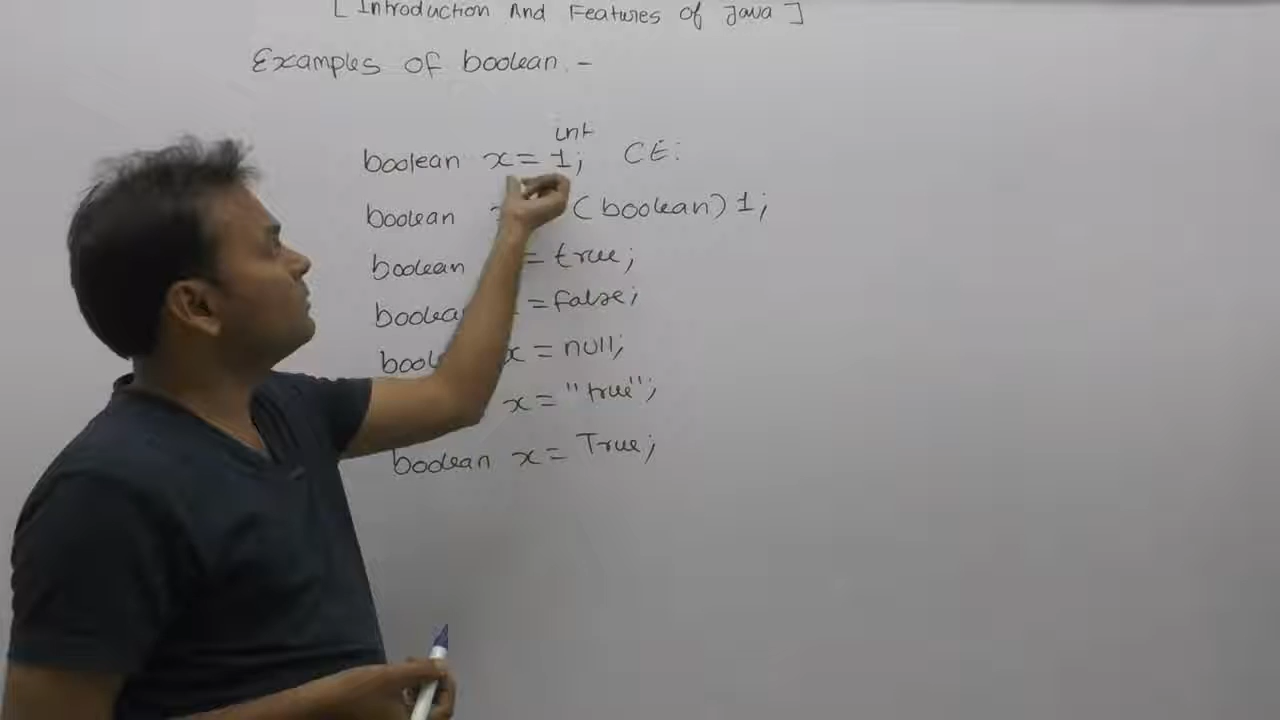 [ Introduction And Features of Java ]
Examples of boolean -
int
boolean x = 1; CE:
boolean (boolean) 1;
boolean = true;
= false;
x = null;
x = "true";
boolean x = True;